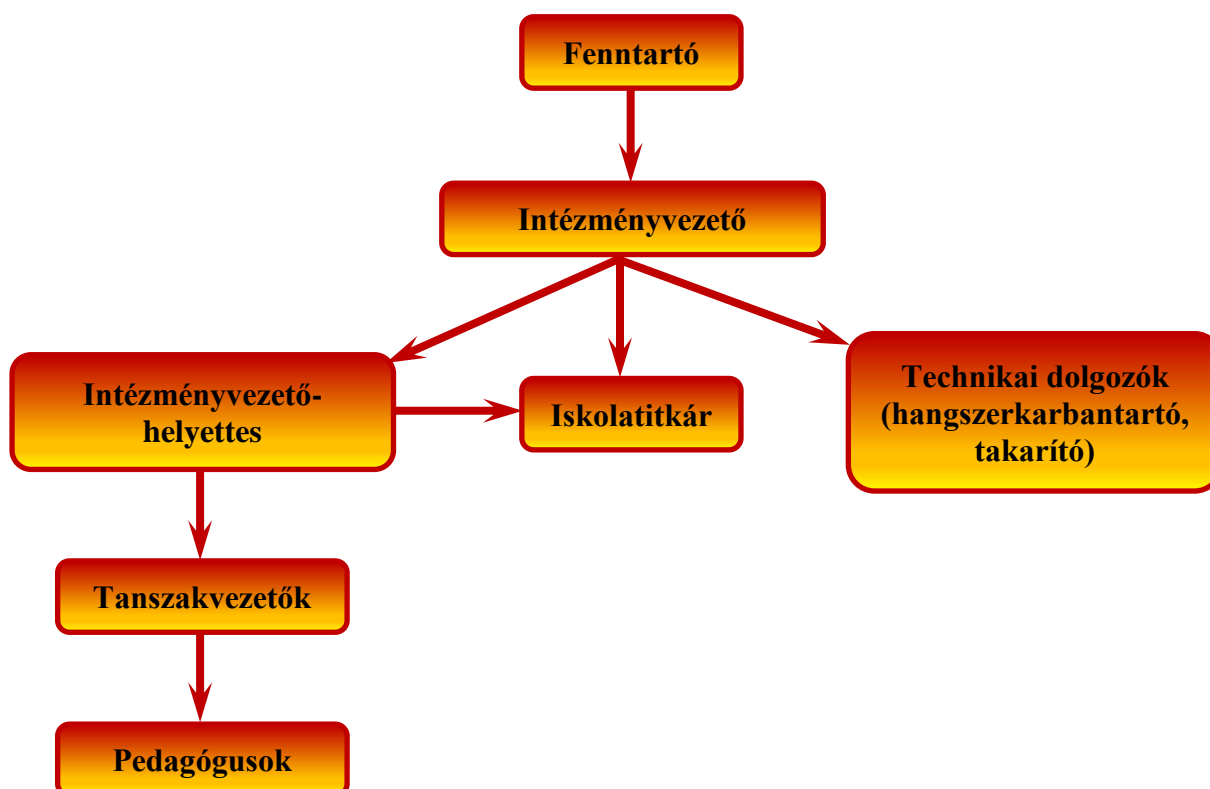 Fenntartó
Intézményvezető
Intézményvezető-
helyettes
Iskolatitkár
Technikai dolgozók
(hangszerkarbantartó,
takarító)
Tanszakvezetők
Pedagógusok